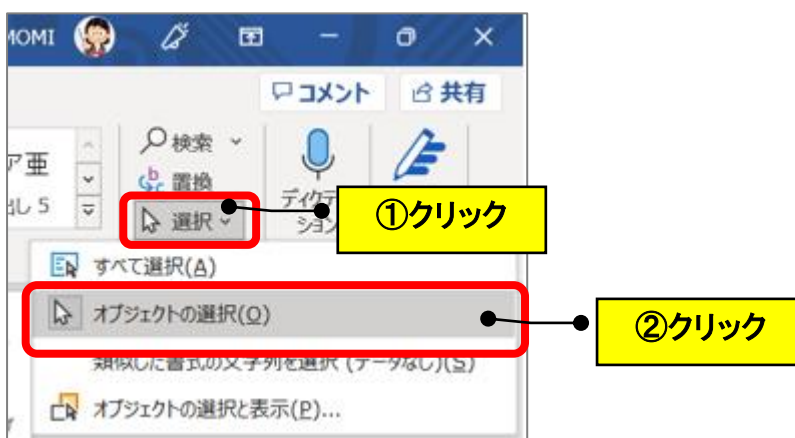 MOMI
コメント 共有
ア亜 検索
置換
出し 5 選択 ディクテ
ション
①クリック
すべて選択(A)
オブジェクトの選択(O)
②クリック
類似した書式の文字列を選択 (データなし)(S)
オブジェクトの選択と表示(P)...